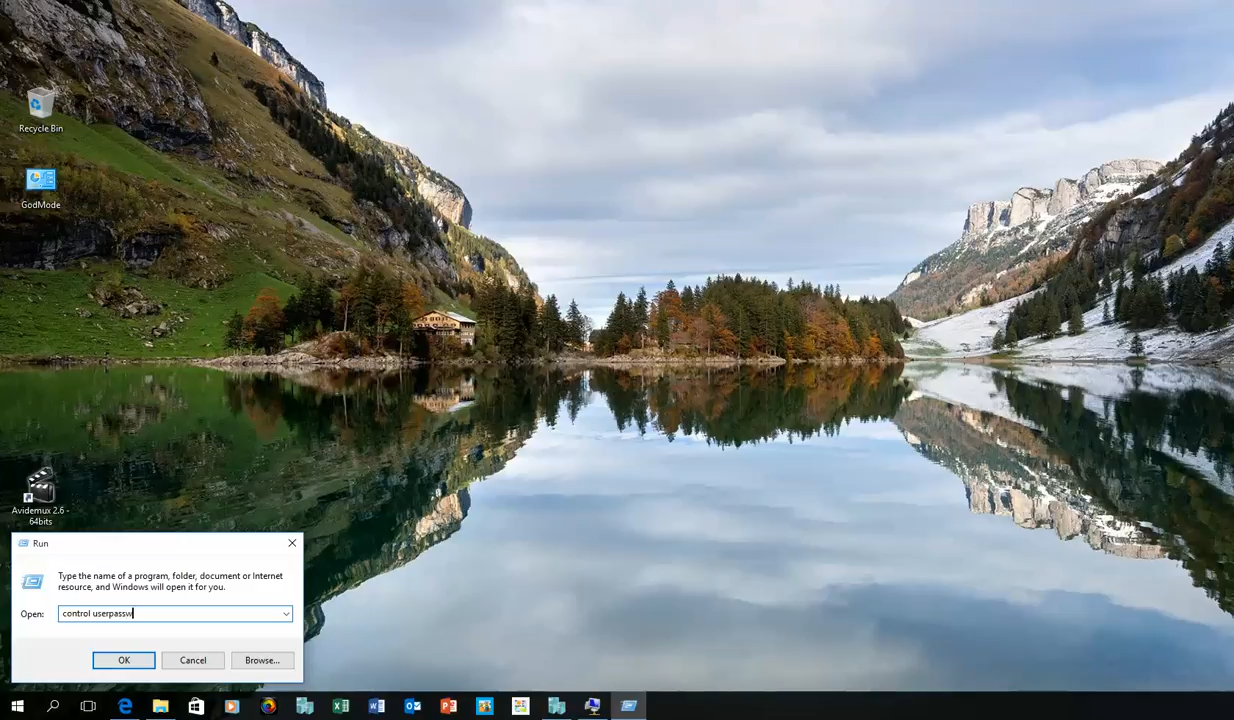 Recycle Bin
GodMode
Avidemux 2.6 -
64bits
Run
Type the name of a program, folder, document or Internet
resource, and Windows will open it for you.
Open: control userpassw
OK Cancel Browse...